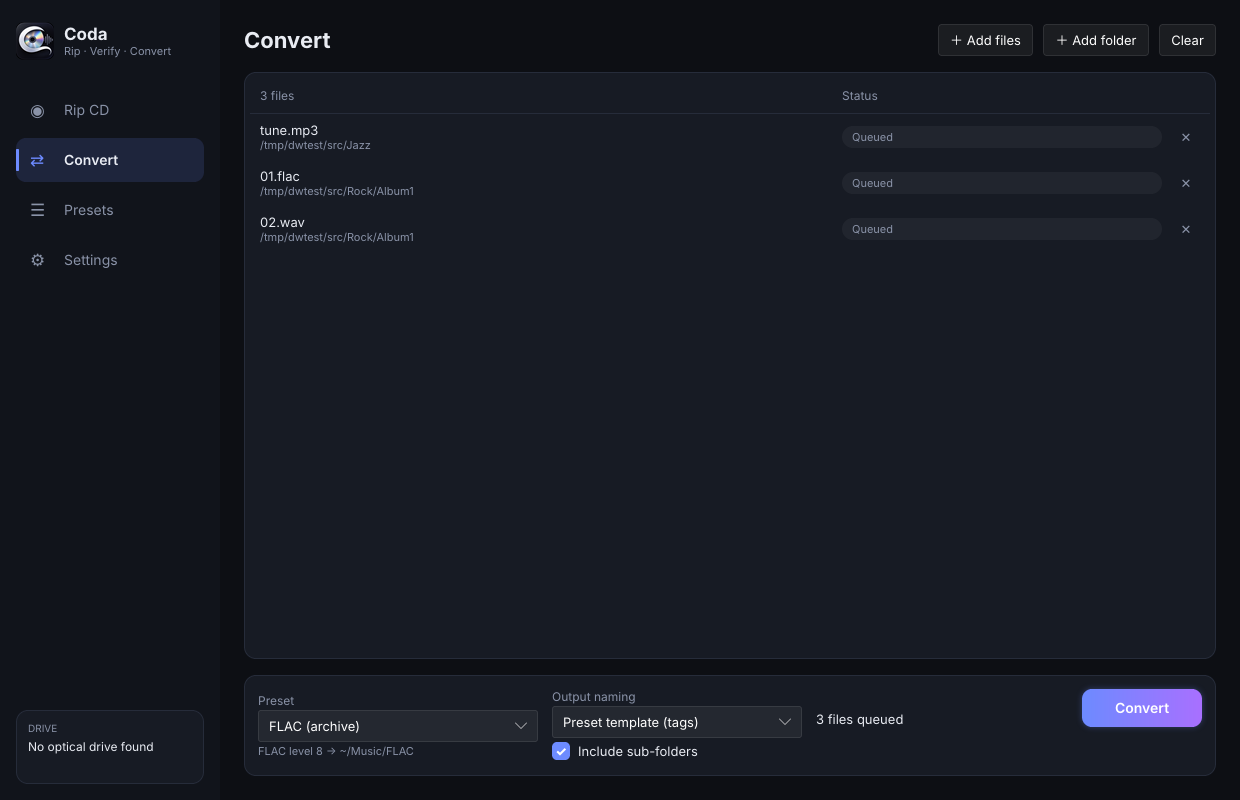 Coda
Rip · Verify · Convert
Rip CD
Convert
Presets
Settings
DRIVE
No optical drive found
Convert
+ Add files
+ Add folder
Clear
3 files
Status
tune.mp3
/tmp/dwtest/src/Jazz
Queued
01.flac
/tmp/dwtest/src/Rock/Album1
Queued
02.wav
/tmp/dwtest/src/Rock/Album1
Queued
Preset
FLAC (archive)
FLAC level 8 → ~/Music/FLAC
Output naming
Preset template (tags)
Include sub-folders
3 files queued
Convert